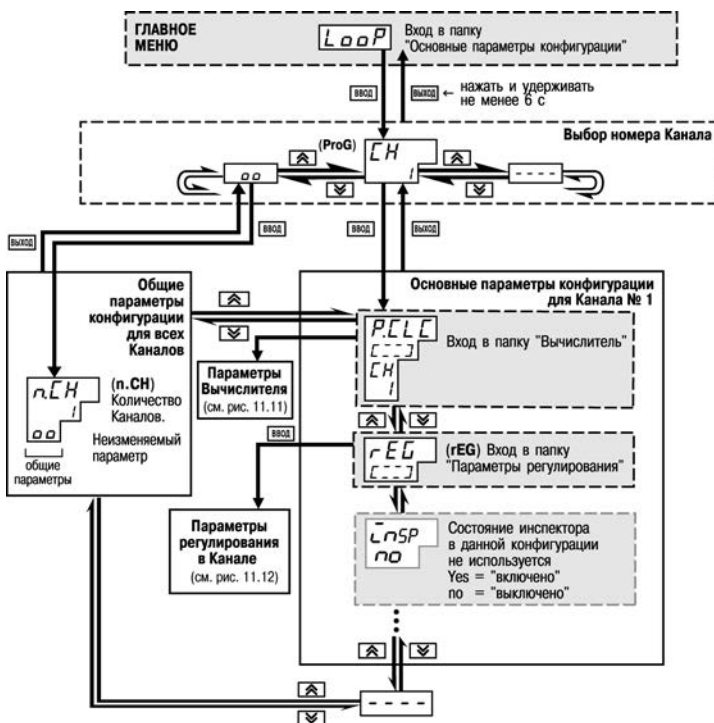 ГЛАВНОЕ
МЕНЮ
LooP
Вход в папку
"Основные параметры конфигурации"
ВВОД
ВЫХОД
← нажать и удерживать
не менее 6 с
Выбор номера Канала
(ProG)
oo
CH
1
- - - -
ВЫХОД
ВВОД
ВВОД
ВЫХОД
Общие
параметры
конфигурации
для всех
Каналов
n.CH
1
oo
(n.CH)
Количество
Каналов.
Неизменяемый
параметр
общие
параметры
Основные параметры конфигурации
для Канала № 1
P.CLC
[---]
CH
1
Вход в папку "Вычислитель"
Параметры
Вычислителя
(см. рис. 11.11)
ВВОД
rEG
[---]
(rEG) Вход в папку
"Параметры регулирования"
Параметры
регулирования
в Канале
(см. рис. 11.12)
inSP
no
Состояние инспектора
в данной конфигурации
не используется
Yes = "включено"
no = "выключено"
- - - -